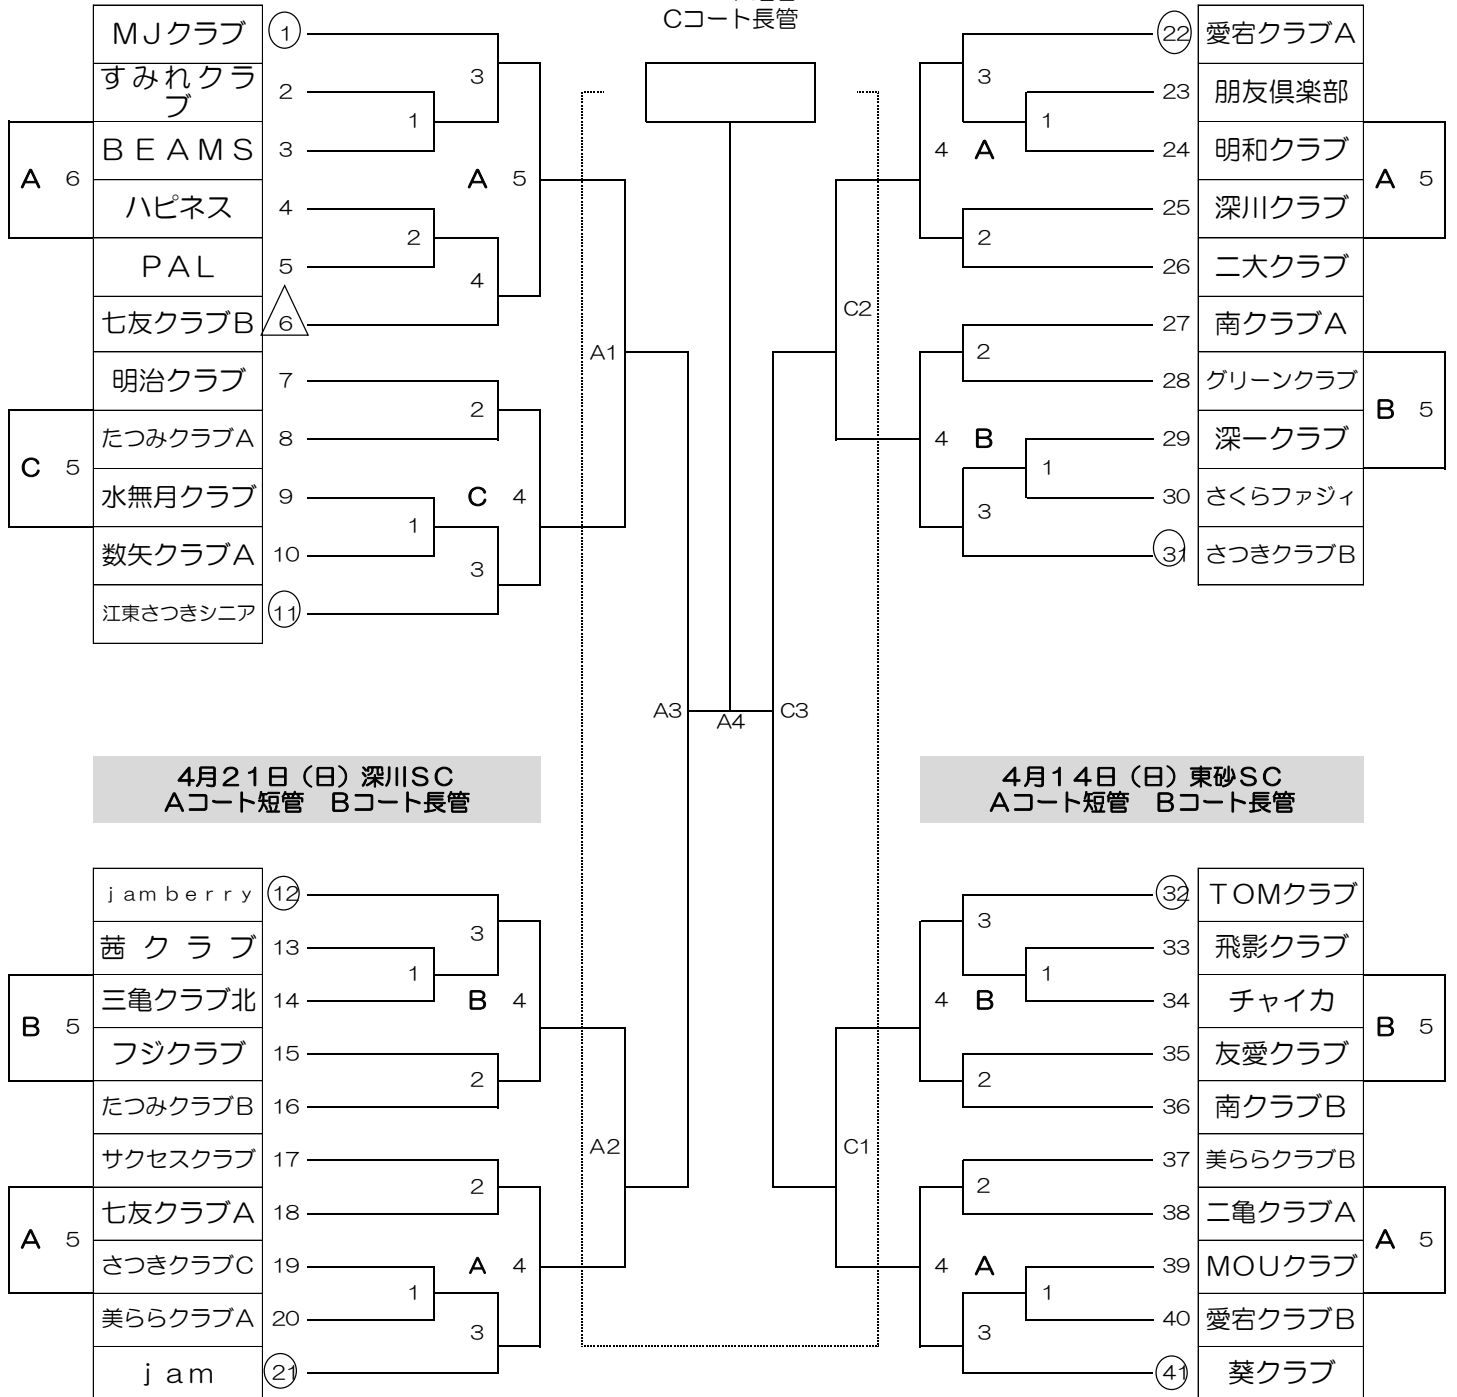 Cコート長管
MJクラブ 1
3
すみれクラ
ブ
2
1
BEAMS 3
A 6
A 5
ハピネス 4
2
PAL 5
4
七友クラブB 6
A1
明治クラブ 7
2
たつみクラブA 8
C 5
水無月クラブ 9
C 4
1
数矢クラブA 10
3
江東さつきシニア 11
22 愛宕クラブA
3
23 朋友倶楽部
1
4 A
24 明和クラブ
A 5
25 深川クラブ
2
26 二大クラブ
C2
27 南クラブA
2
28 グリーンクラブ
B 5
4 B
29 深一クラブ
1
30 さくらファジィ
3
31 さつきクラブB
A3
A4
C3
4月21日（日）深川SC
Aコート短管　Bコート長管
4月14日（日）東砂SC
Aコート短管　Bコート長管
jamberry 12
3
茜クラブ 13
1
三亀クラブ北 14
B 4
B 5
フジクラブ 15
2
たつみクラブB 16
A2
サクセスクラブ 17
2
七友クラブA 18
A 5
さつきクラブC 19
A 4
1
美ららクラブA 20
3
jam 21
32 TOMクラブ
3
33 飛影クラブ
1
4 B
34 チャイカ
B 5
35 友愛クラブ
2
36 南クラブB
C1
37 美ららクラブB
2
38 二亀クラブA
A 5
4 A
39 MOUクラブ
1
40 愛宕クラブB
3
41 葵クラブ